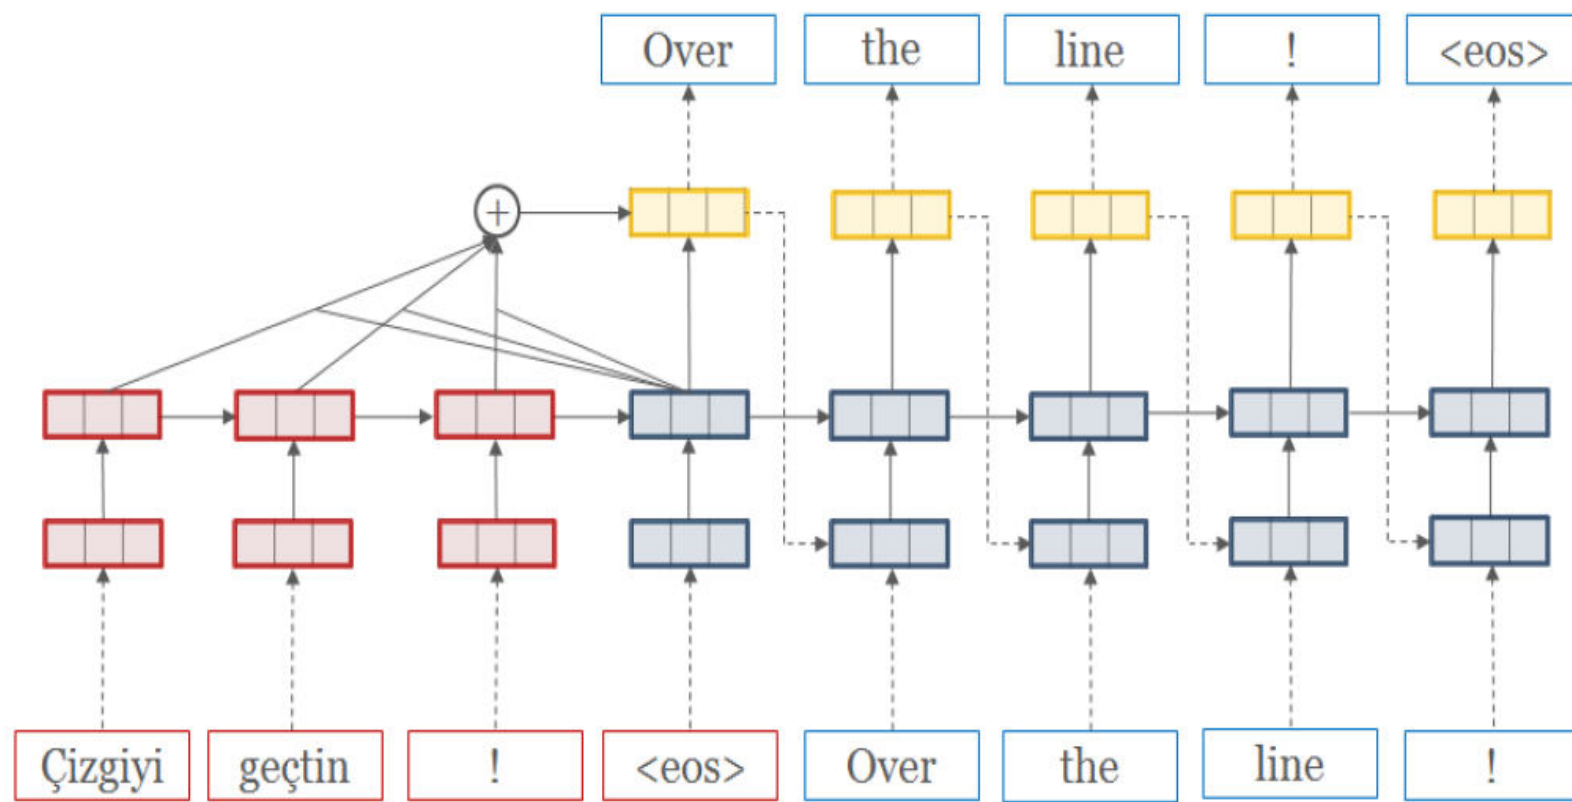 Over the line ! <eos>
+
Çizgiyi geçtin ! <eos> Over the line !